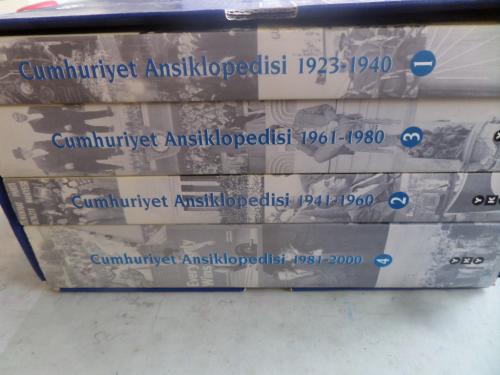 Cumhuriyet Ansiklopedisi 1923-1940 1
Cumhuriyet Ansiklopedisi 1961-1980 3
Cumhuriyet Ansiklopedisi 1941-1960 2
Y K
Cumhuriyet Ansiklopedisi 1981-2000 4
Y K Y
Wins